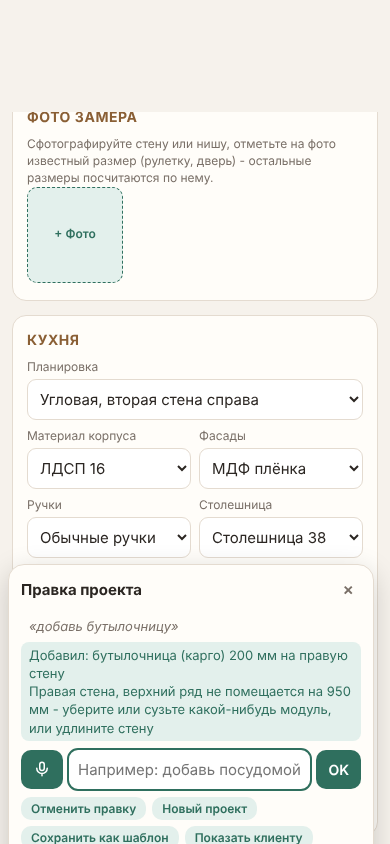 ФОТО ЗАМЕРА
Сфотографируйте стену или нишу, отметьте на фото
известный размер (рулетку, дверь) - остальные
размеры посчитаются по нему.
+ Фото
КУХНЯ
Планировка
Угловая, вторая стена справа
Материал корпуса
Фасады
ЛДСП 16
МДФ плёнка
Ручки
Столешница
Обычные ручки
Столешница 38
Правка проекта
×
«добавь бутылочницу»
Добавил: бутылочница (карго) 200 мм на правую
стену
Правая стена, верхний ряд не помещается на 950
мм - уберите или сузьте какой-нибудь модуль,
или удлините стену
Например: добавь посудомой
OK
Отменить правку
Новый проект
Сохранить как шаблон
Показать клиенту